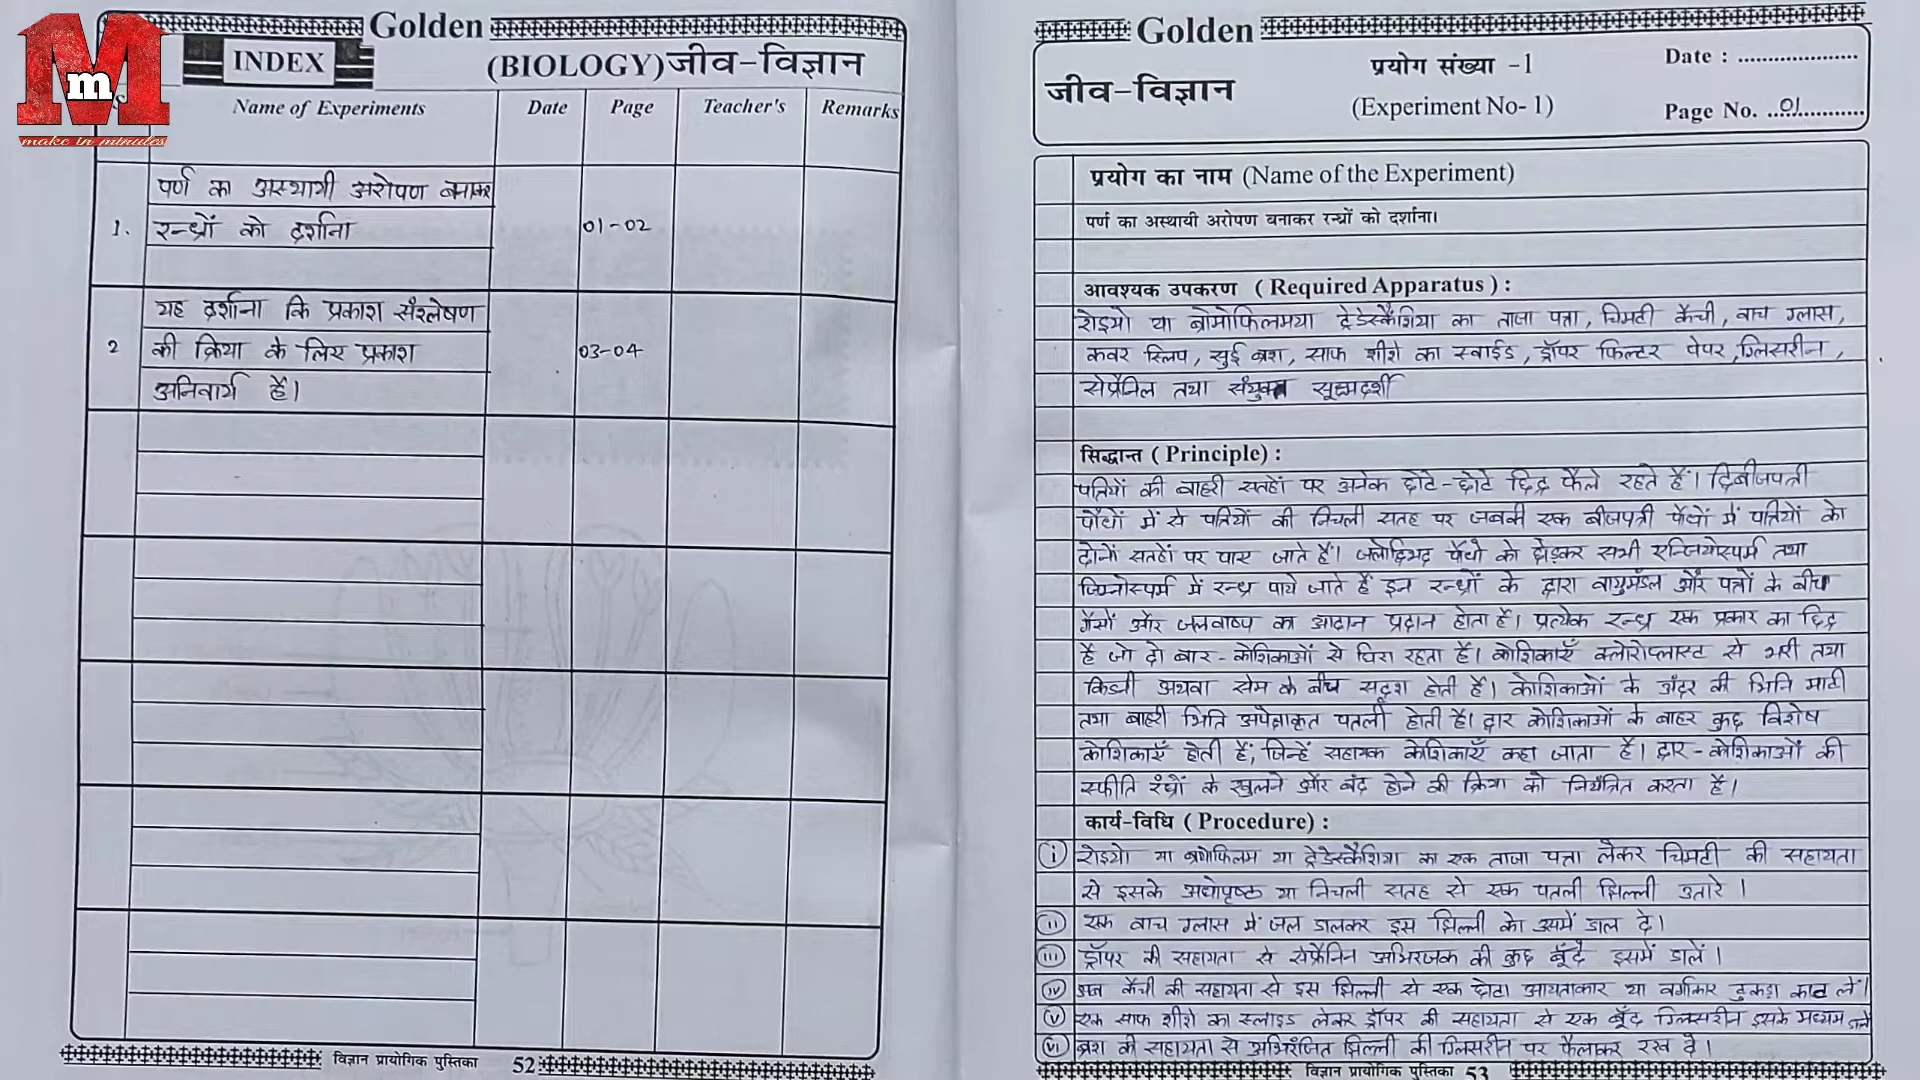 Mm
make in minutes
Golden
INDEX
(BIOLOGY)जीव-विज्ञान
Name of Experiments Date Page Teacher's Remarks
पर्ण का अस्थायी अरोपण बनाकर
1. रन्ध्रों को दर्शाना 01-02
यह दर्शाना कि प्रकाश संश्लेषण
2 की क्रिया के लिए प्रकाश 03-04
अनिवार्य है।
विज्ञान प्रायोगिक पुस्तिका 52
Golden
जीव-विज्ञान
प्रयोग संख्या -1
(Experiment No- 1)
Date : ....................
Page No. ..01............
प्रयोग का नाम (Name of the Experiment)
पर्ण का अस्थायी अरोपण बनाकर रन्ध्रों को दर्शाना।
आवश्यक उपकरण ( Required Apparatus ) :
रोइयो या ब्रोमोफिलमया ट्रेडेस्कैंशिया का ताजा पत्ता, चिमटी कैंची, वाच ग्लास,
कवर स्लिप, सुई ब्रश, साफ शीशे का स्लाईड, ड्रॉपर फिल्टर पेपर, ग्लिसरीन,
सेफ्रेनिल तथा संयुक्त सूक्ष्मदर्शी
सिद्धान्त ( Principle) :
पत्तियों की बाहरी सतहों पर अनेक छोटे-छोटे छिद्र फैले रहते हैं। द्विबीजपत्ती
पौधों में से पत्तियों की निचली सतह पर जबकी एक बीजपत्री पौधों में पत्तियों के
दोनों सतहों पर पाए जाते हैं। जलोद्भिद पौधो को छोड़कर सभी एन्जियोस्पर्म तथा
जिम्नोस्पर्म में रन्ध्र पाये जाते हैं इन रन्ध्रों के द्वारा वायुमंडल और पत्रों के बीच
गैसों और जलवाष्प का आदान प्रदान होता है। प्रत्येक रन्ध्र एक प्रकार का छिद्र
है जो दो बार-कोशिकाओं से घिरा रहता है। कोशिकाएँ क्लोरोप्लास्ट से भरी तथा
किडनी अथवा सेम के बीच सदृश होती हैं। कोशिकाओं के अंदर की भिति मोटी
तथा बाहरी भिति अपेक्षाकृत पतली होती है। द्वार कोशिकाओं के बाहर कुछ विशेष
कोशिकाएँ होती हैं, जिन्हें सहायक कोशिकाएँ कहा जाता है। द्वार-कोशिकाओं की
स्फीति रंध्रों के खुलने और बंद होने की क्रिया को नियंत्रित करता है।
कार्य-विधि ( Procedure) :
(i) रोइयो या ब्रायोफिलम या ट्रेडेस्कैंशिया का एक ताजा पत्ता लेकर चिमटी की सहायता
से इसके अधोपृष्ठ या निचली सतह से एक पतली झिल्ली उतारे ।
(ii) एक वाच ग्लास में जल डालकर इस झिल्ली को उसमें डाल दे।
(iii) ड्रॉपर की सहायता से सेफ्रेनिन अभिरंजक की कुछ बूँदें इसमें डालें ।
(iv) अब कैंची की सहायता से इस झिल्ली से एक छोटा आयताकार या वर्गाकार टुकड़ा काट लें।
(v) एक साफ शीशे का स्लाइड लेकर ड्रॉपर की सहायता से एक बूँद ग्लिसरीन इसके मध्यम डालें
(vi) ब्रश की सहायता से अभिरंजित झिल्ली की ग्लिसरीन पर फैलाकर रख दे।
विज्ञान प्रायोगिक पुस्तिका 53